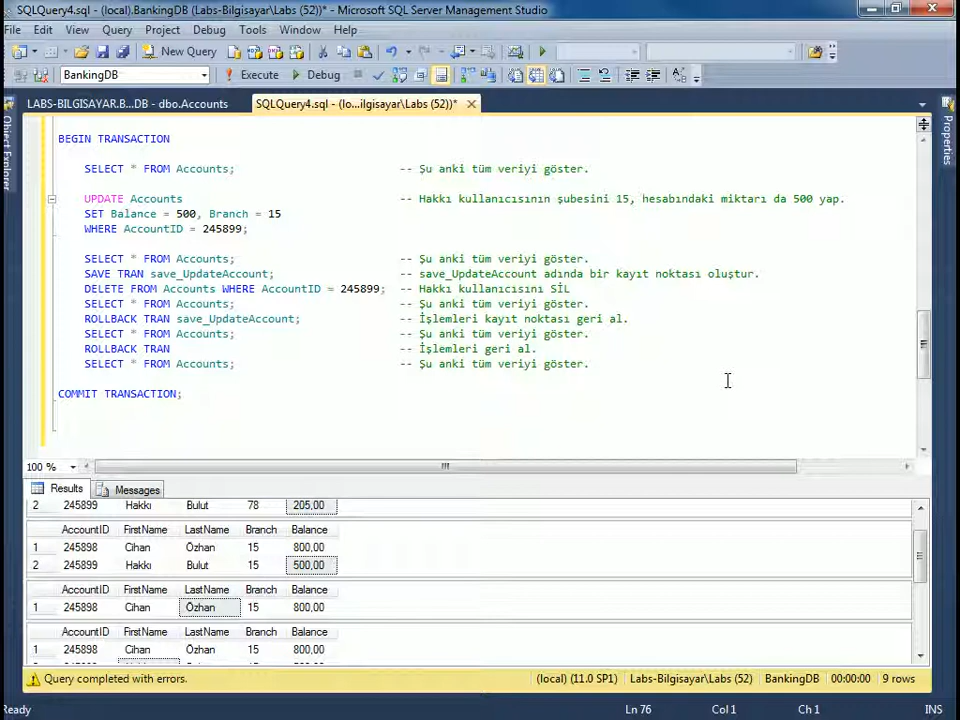 SQLQuery4.sql - (local).BankingDB (Labs-Bilgisayar\Labs (52))* - Microsoft SQL Server Management Studio
File Edit View Query Project Debug Tools Window Help
New Query
BankingDB Execute Debug
LABS-BILGISAYAR.B...DB - dbo.Accounts SQLQuery4.sql - (lo...ilgisayar\Labs (52))*
Object Explorer
Properties
BEGIN TRANSACTION
SELECT * FROM Accounts; -- Şu anki tüm veriyi göster.
UPDATE Accounts -- Hakkı kullanıcısının şubesini 15, hesabındaki miktarı da 500 yap.
SET Balance = 500, Branch = 15
WHERE AccountID = 245899;
SELECT * FROM Accounts; -- Şu anki tüm veriyi göster.
SAVE TRAN save_UpdateAccount; -- save_UpdateAccount adında bir kayıt noktası oluştur.
DELETE FROM Accounts WHERE AccountID = 245899; -- Hakkı kullanıcısını SİL
SELECT * FROM Accounts; -- Şu anki tüm veriyi göster.
ROLLBACK TRAN save_UpdateAccount; -- İşlemleri kayıt noktası geri al.
SELECT * FROM Accounts; -- Şu anki tüm veriyi göster.
ROLLBACK TRAN -- İşlemleri geri al.
SELECT * FROM Accounts; -- Şu anki tüm veriyi göster.
COMMIT TRANSACTION;
100 %
Results Messages
2 245899 Hakkı Bulut 78 205,00
AccountID FirstName LastName Branch Balance
1 245898 Cihan Özhan 15 800,00
2 245899 Hakkı Bulut 15 500,00
AccountID FirstName LastName Branch Balance
1 245898 Cihan Özhan 15 800,00
AccountID FirstName LastName Branch Balance
1 245898 Cihan Özhan 15 800,00
Query completed with errors. (local) (11.0 SP1) Labs-Bilgisayar\Labs (52) BankingDB 00:00:00 9 rows
Ready Ln 76 Col 1 Ch 1 INS